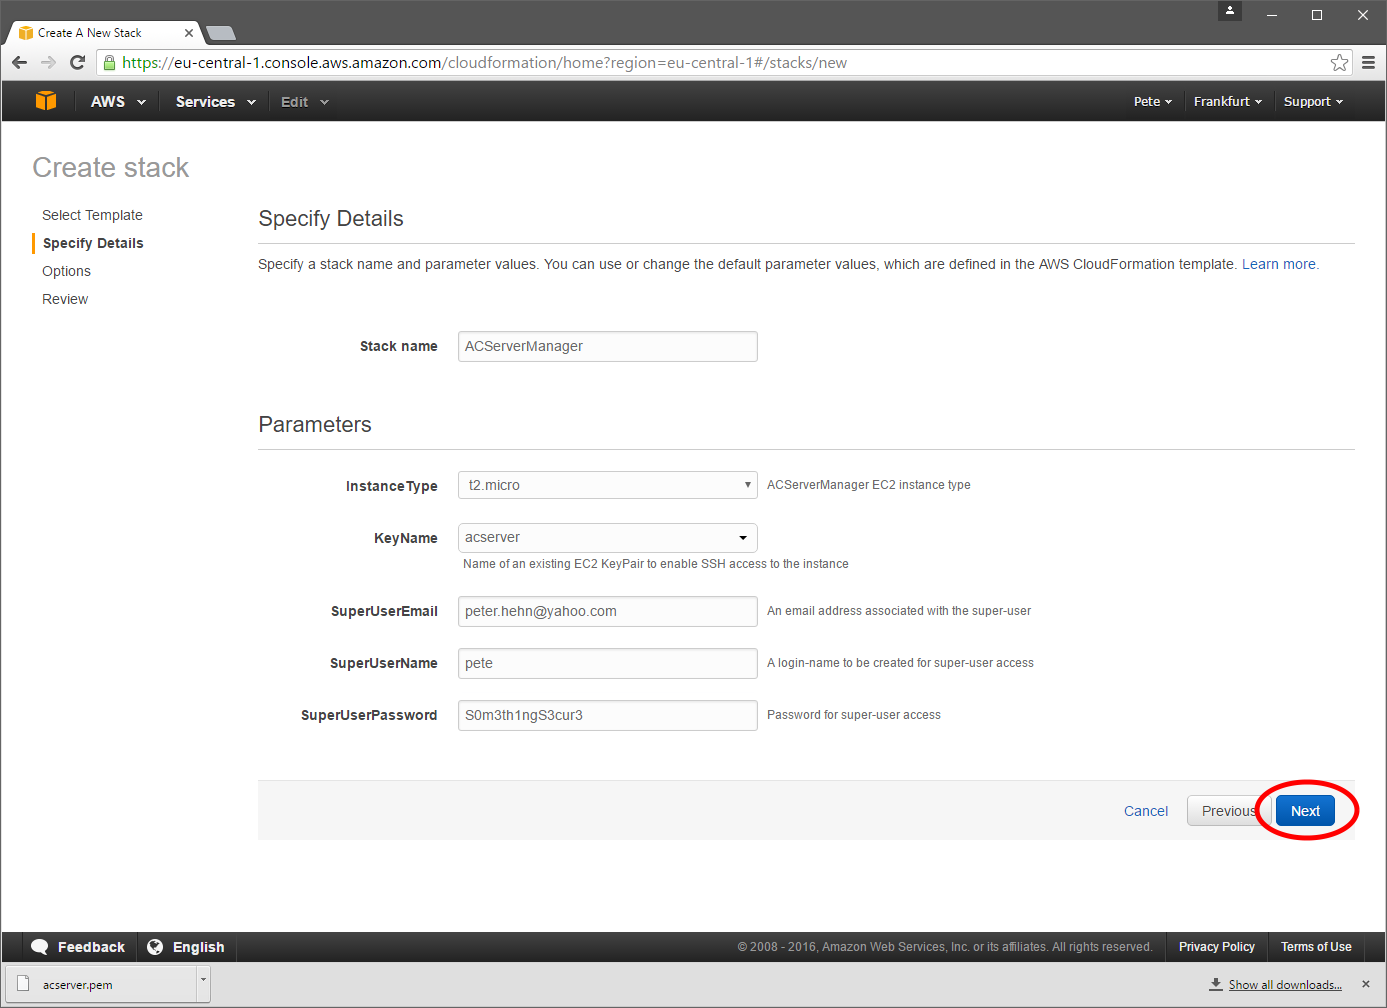 Create A New Stack
https://eu-central-1.console.aws.amazon.com/cloudformation/home?region=eu-central-1#/stacks/new
AWS Services Edit Pete Frankfurt Support
Create stack
Select Template
Specify Details
Options
Review
Specify Details
Specify a stack name and parameter values. You can use or change the default parameter values, which are defined in the AWS CloudFormation template. Learn more.
Stack name ACServerManager
Parameters
InstanceType t2.micro ACServerManager EC2 instance type
KeyName acserver
Name of an existing EC2 KeyPair to enable SSH access to the instance
SuperUserEmail peter.hehn@yahoo.com An email address associated with the super-user
SuperUserName pete A login-name to be created for super-user access
SuperUserPassword S0m3th1ngS3cur3 Password for super-user access
Cancel Previous Next
Feedback English © 2008 - 2016, Amazon Web Services, Inc. or its affiliates. All rights reserved. Privacy Policy Terms of Use
acserver.pem Show all downloads...